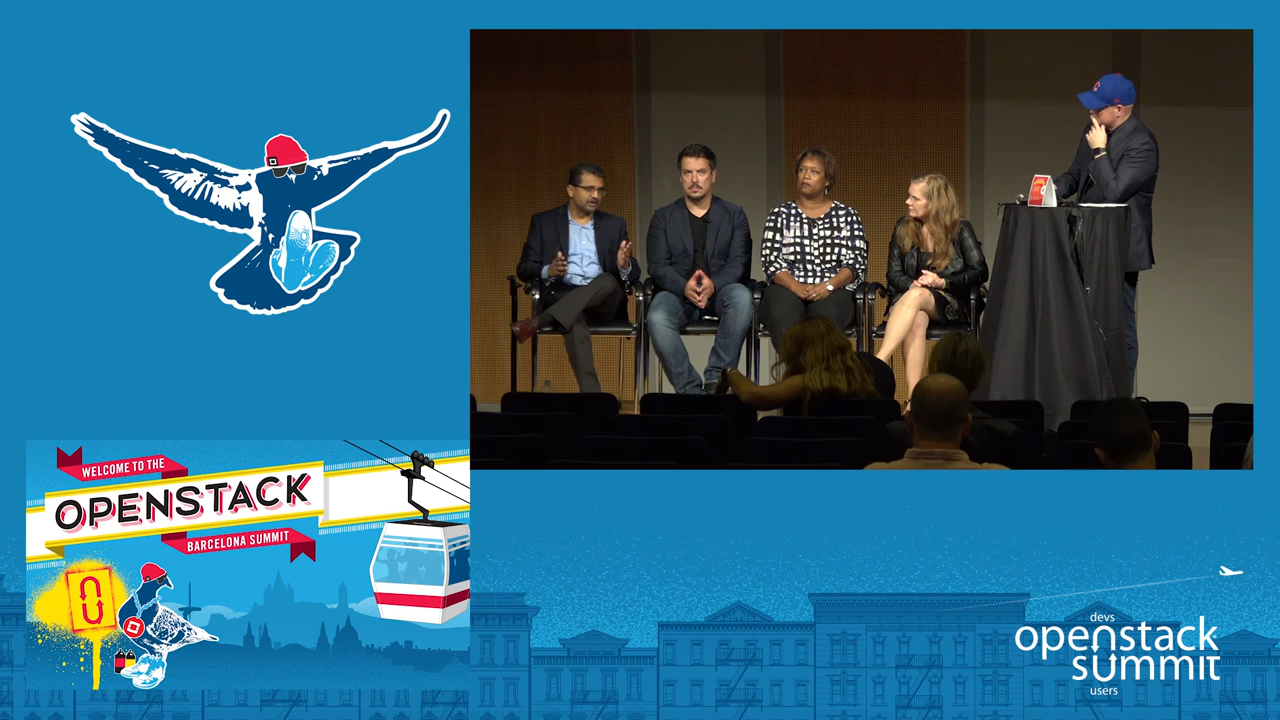 WELCOME TO THE
OPENSTACK
BARCELONA SUMMIT
devs
openstack
summit
users